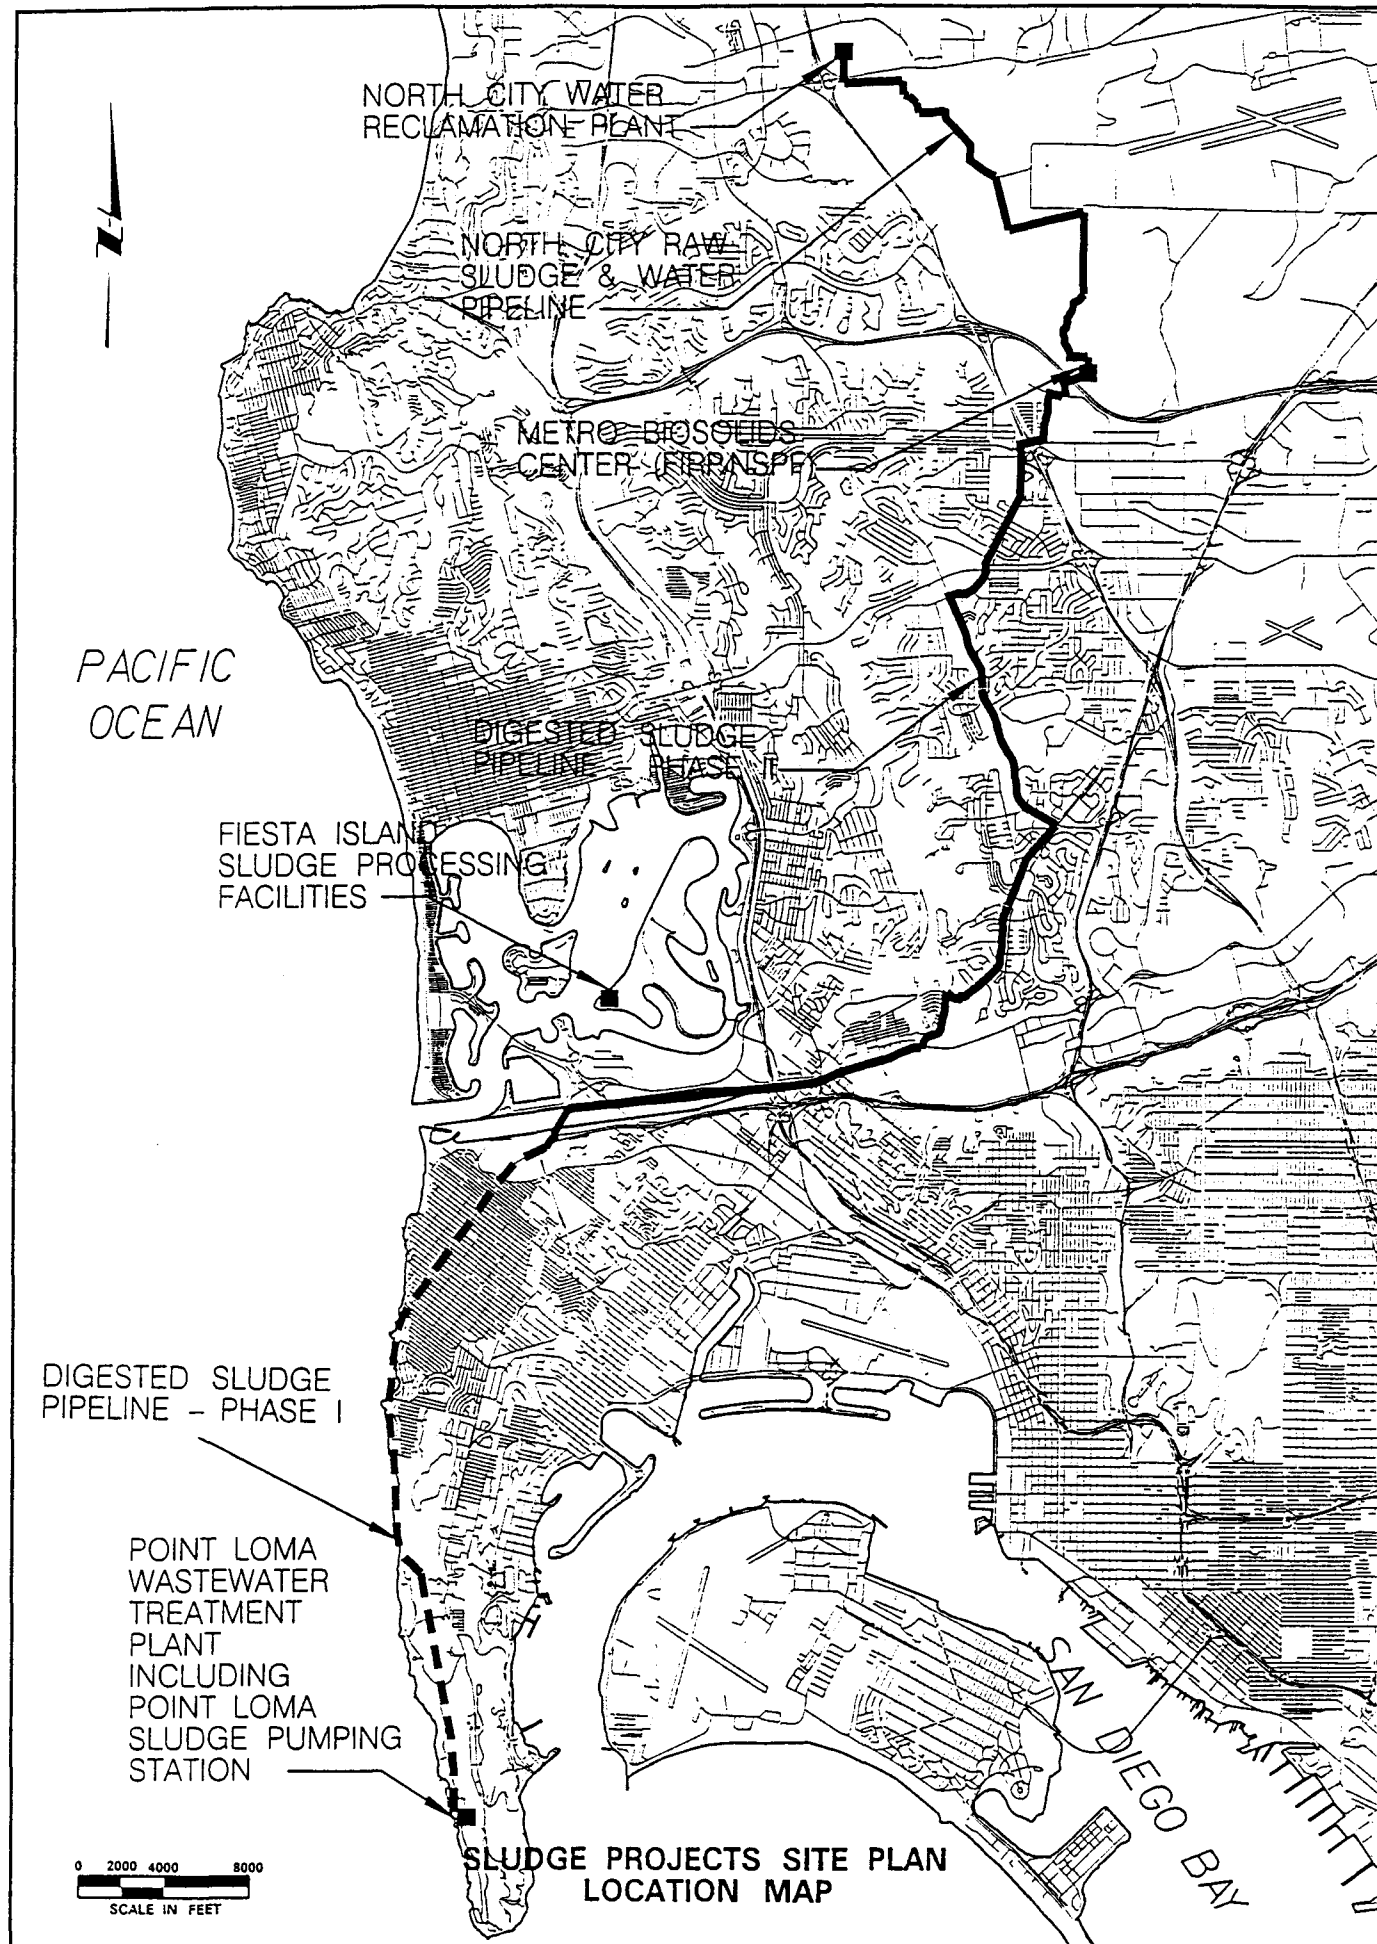 NORTH CITY WATER
RECLAMATION PLANT
N
NORTH CITY RAW
SLUDGE & WATER
PIPELINE
METRO BIOSOLIDS
CENTER (FIRP/NSPF)
PACIFIC
OCEAN
DIGESTED SLUDGE
PIPELINE - PHASE II
FIESTA ISLAND
SLUDGE PROCESSING
FACILITIES
DIGESTED SLUDGE
PIPELINE - PHASE I
POINT LOMA
WASTEWATER
TREATMENT
PLANT
INCLUDING
POINT LOMA
SLUDGE PUMPING
STATION
SAN DIEGO BAY
0 2000 4000 8000
SCALE IN FEET
SLUDGE PROJECTS SITE PLAN
LOCATION MAP